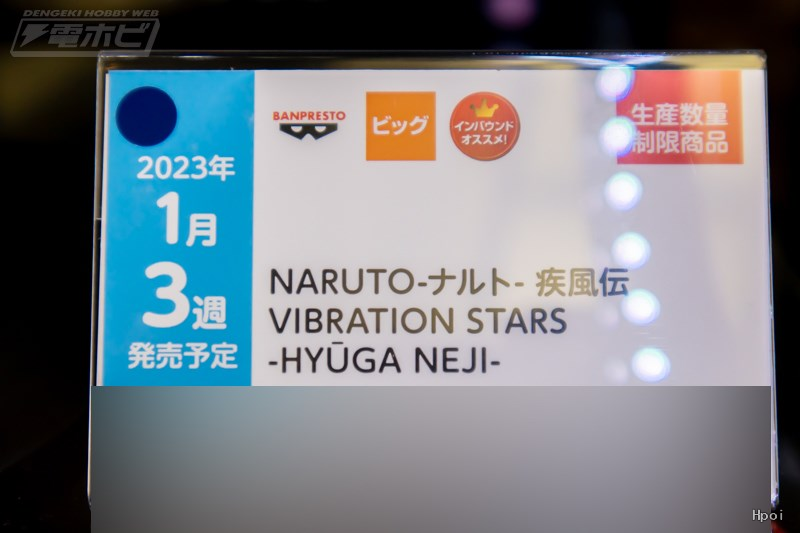 DENGEKI HOBBY WEB
電ホビ
BANPRESTO
ビッグ
インバウンド
オススメ!
生産数量
制限商品
2023年
1月
3週
発売予定
NARUTO-ナルト- 疾風伝
VIBRATION STARS
-HYŪGA NEJI-
Hpoi